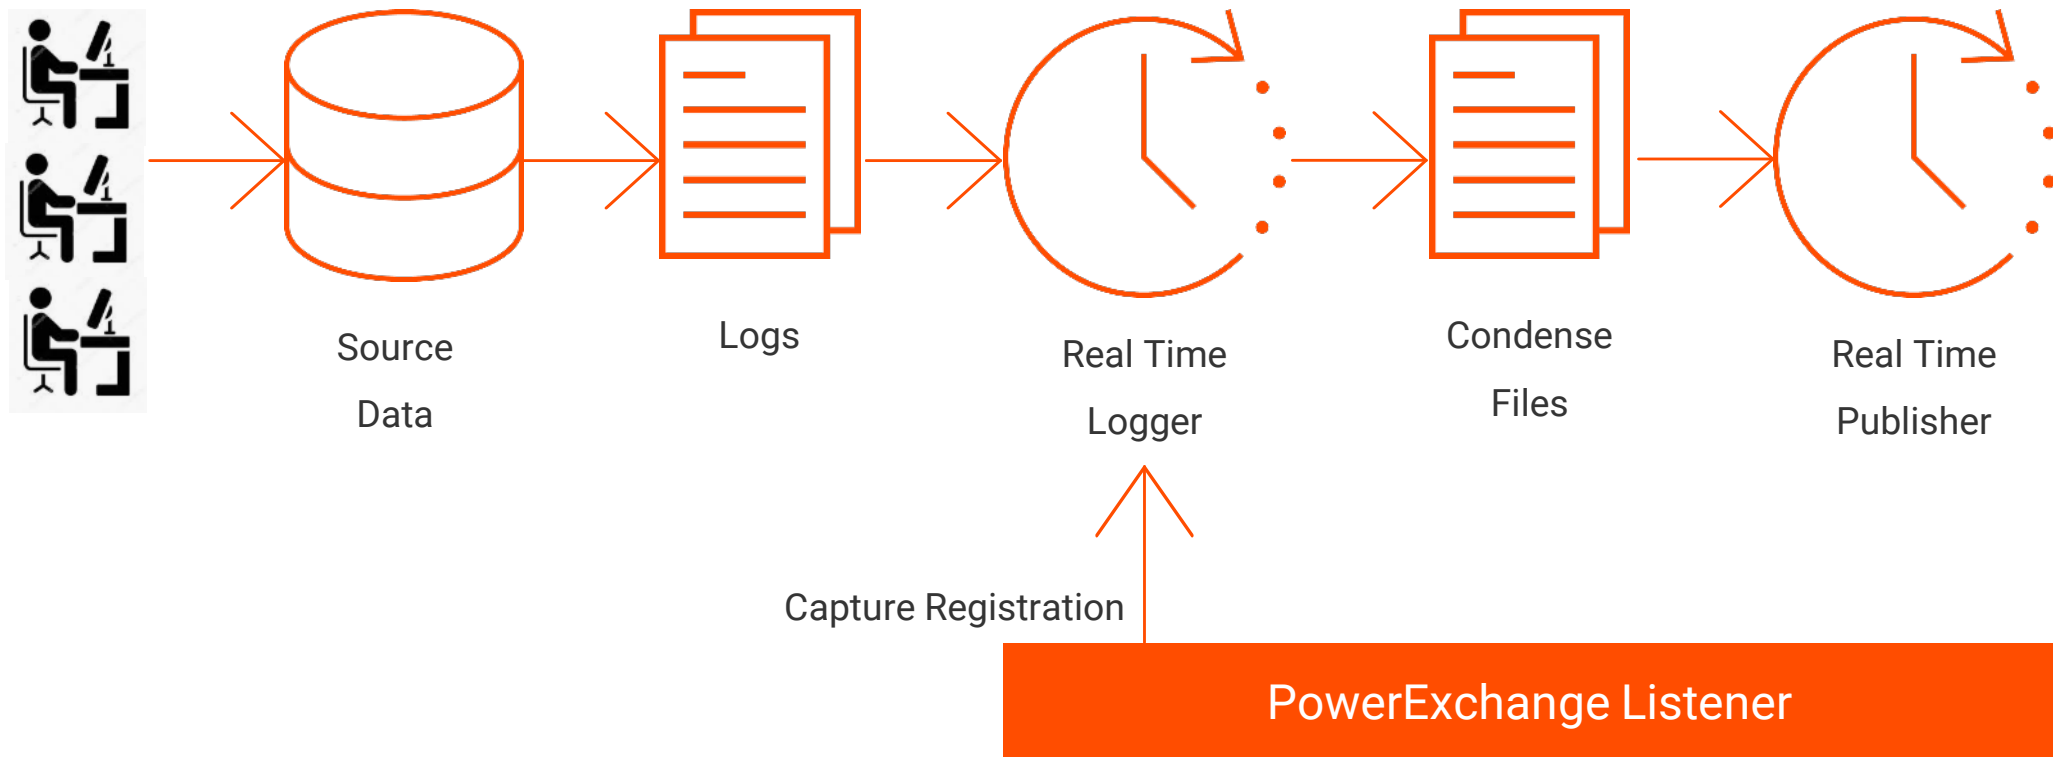 Source
Data
Logs
Real Time
Logger
Condense
Files
Real Time
Publisher
Capture Registration
PowerExchange Listener